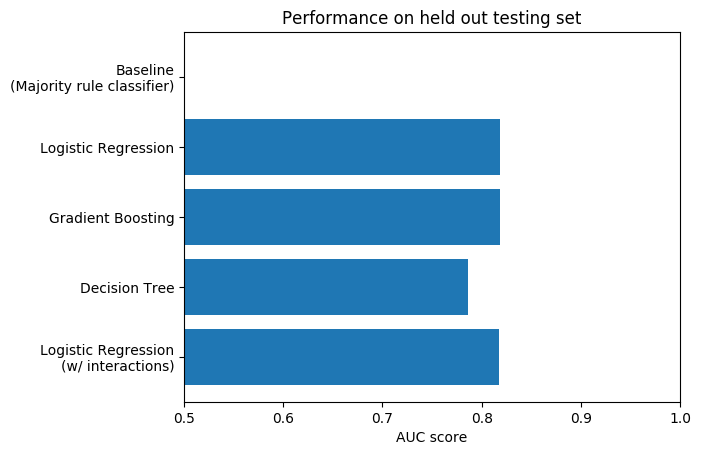 Performance on held out testing set
Baseline
(Majority rule classifier)
Logistic Regression
Gradient Boosting
Decision Tree
Logistic Regression
(w/ interactions)
0.5 0.6 0.7 0.8 0.9 1.0
AUC score